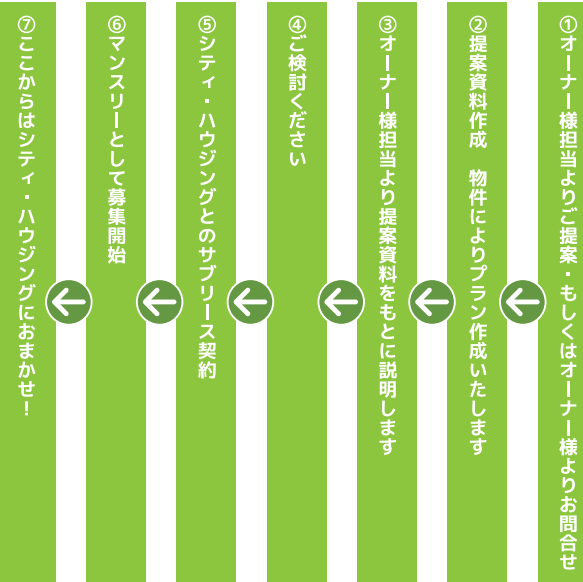 ①オーナー様担当よりご提案・もしくはオーナー様よりお問合せ
②提案資料作成　物件によりプラン作成いたします
③オーナー様担当より提案資料をもとに説明します
④ご検討ください
⑤シティ・ハウジングとのサブリース契約
⑥マンスリーとして募集開始
⑦ここからはシティ・ハウジングにおまかせ！